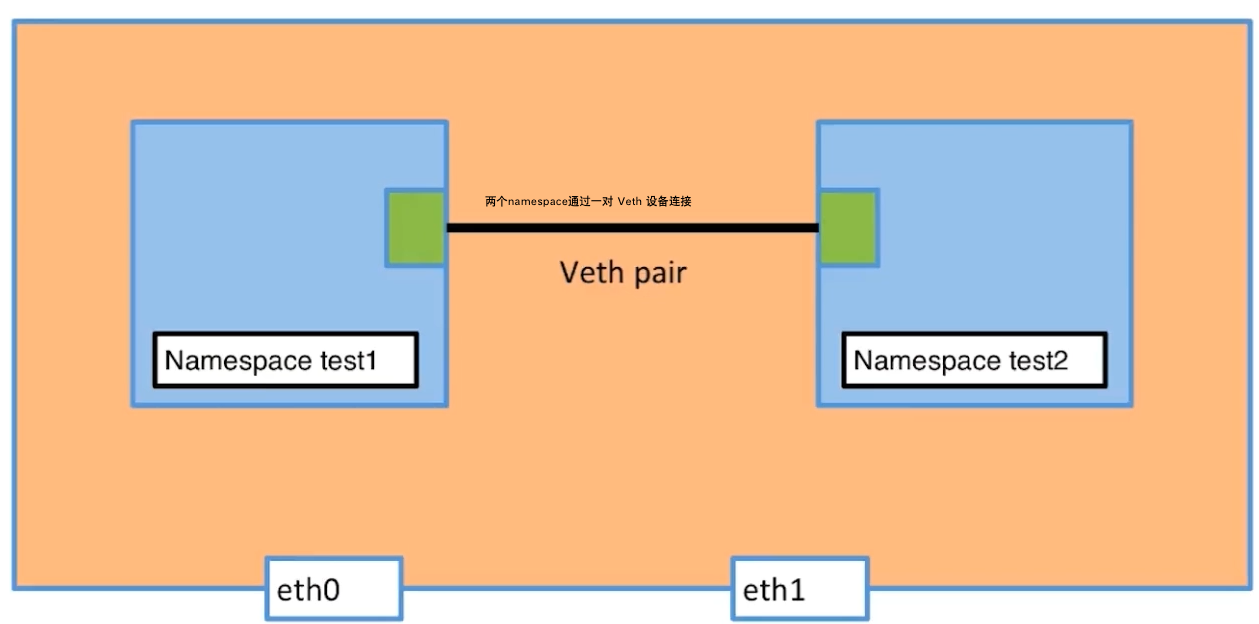 两个namespace通过一对 Veth 设备连接
Veth pair
Namespace test1
Namespace test2
eth0
eth1